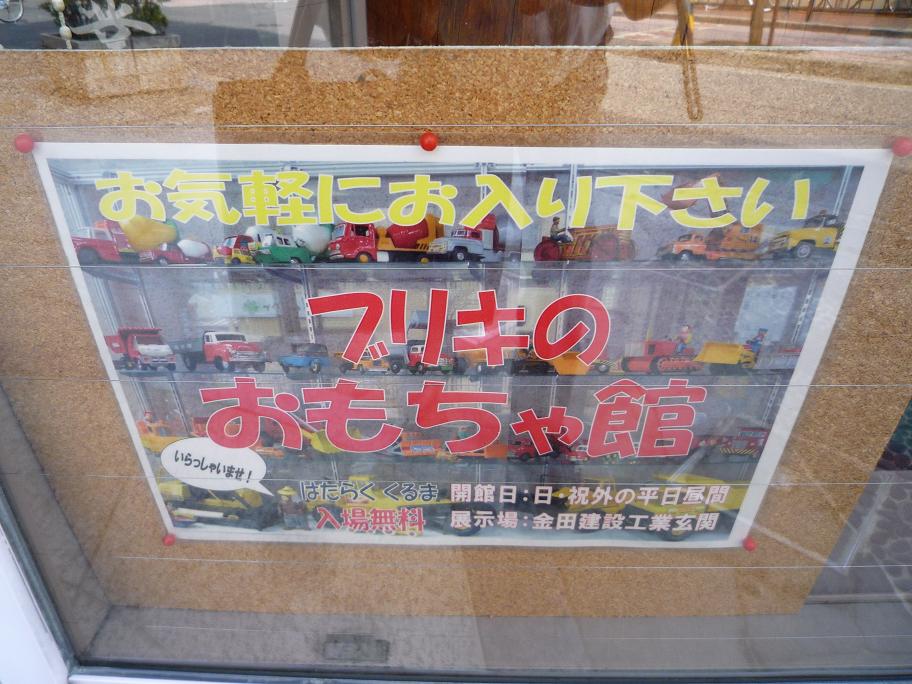 お気軽にお入り下さい
ブリキの
おもちゃ館
いらっしゃいませ!
はたらくくるま
入場無料
開館日:日・祝外の平日昼間
展示場:金田建設工業玄関